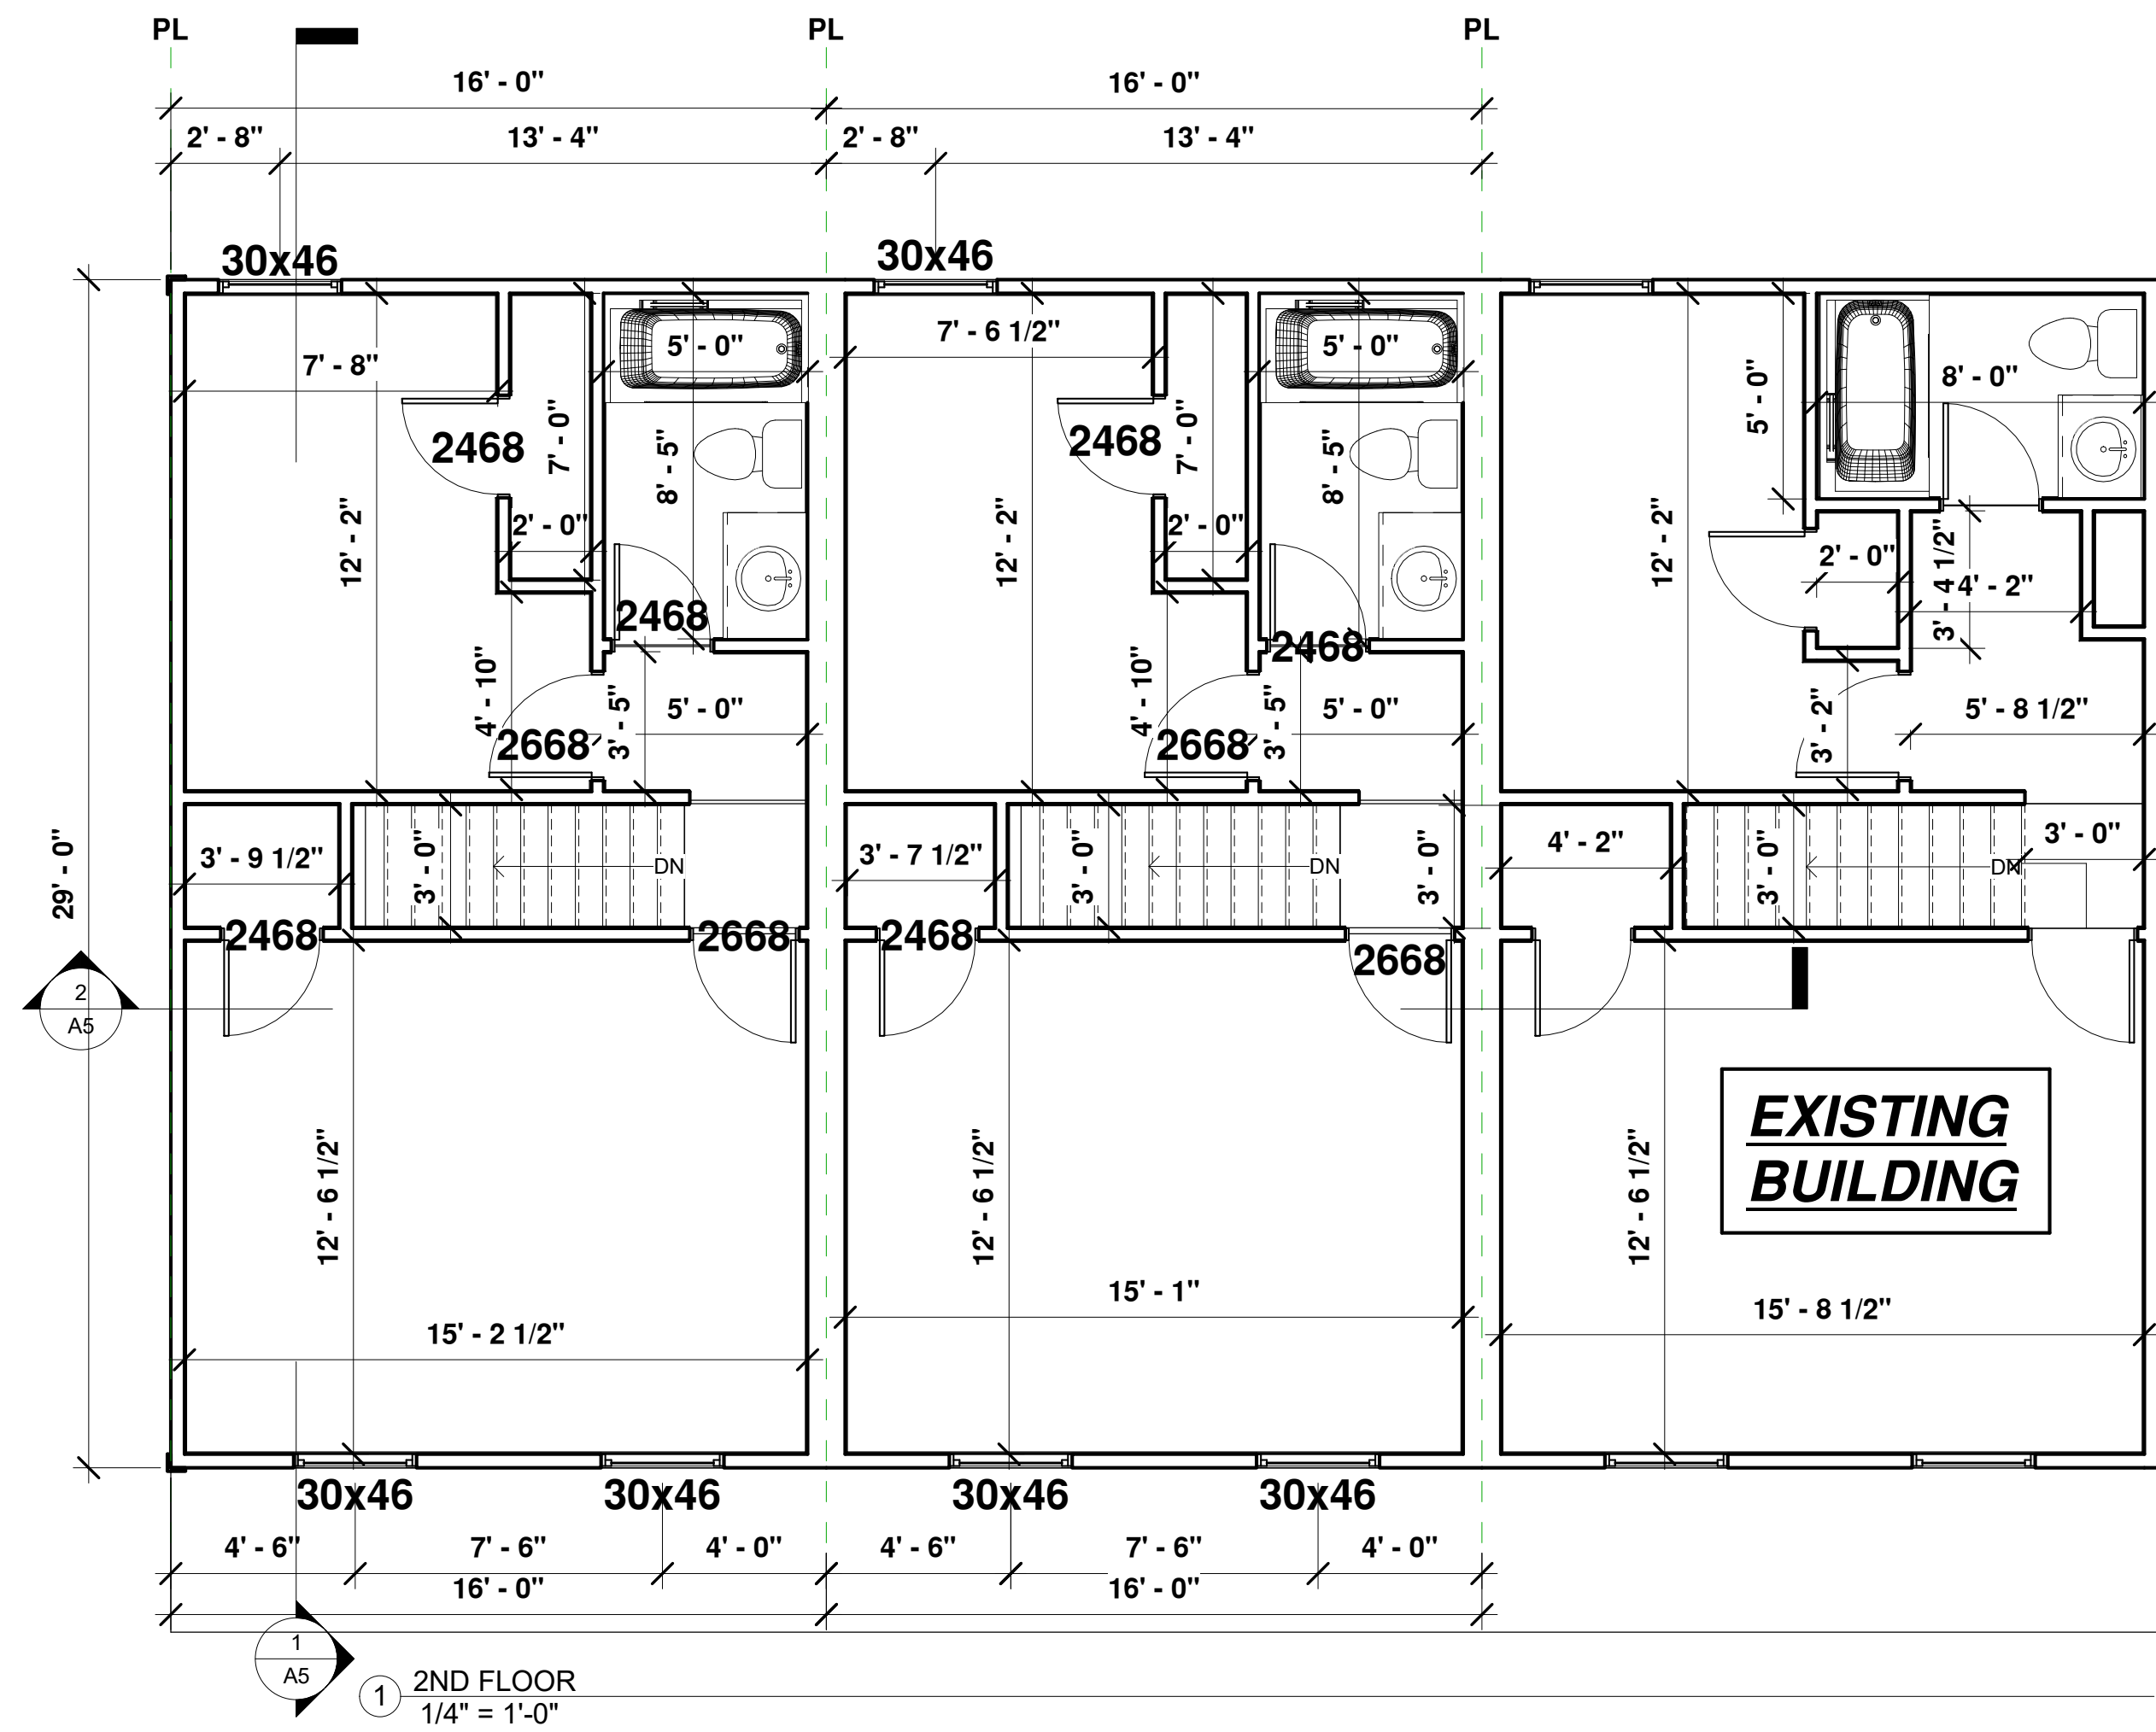 PL PL PL
16' - 0" 16' - 0"
2' - 8" 13' - 4" 2' - 8" 13' - 4"
30x46 30x46
7' - 8" 5' - 0" 7' - 6 1/2" 5' - 0" 5' - 0" 8' - 0"
2468 7' - 0" 8' - 5" 2468 7' - 0" 8' - 5"
12' - 2" 2' - 0" 12' - 2" 2' - 0" 12' - 2" 2' - 0" 3' - 4 1/2" 4' - 2"
2468 2468
4' - 10" 2668 3' - 5" 5' - 0" 4' - 10" 2668 3' - 5" 5' - 0" 3' - 2" 5' - 8 1/2"
29' - 0"
3' - 9 1/2" 3' - 0" DN 3' - 7 1/2" 3' - 0" DN 3' - 0" 4' - 2" 3' - 0" DN 3' - 0"
2468 2668 2468 2668
2
A5
EXISTING
BUILDING
12' - 6 1/2" 12' - 6 1/2" 12' - 6 1/2"
15' - 2 1/2" 15' - 1" 15' - 8 1/2"
30x46 30x46 30x46 30x46
4' - 6" 7' - 6" 4' - 0" 4' - 6" 7' - 6" 4' - 0"
16' - 0" 16' - 0"
1
A5
1 2ND FLOOR
1/4" = 1'-0"